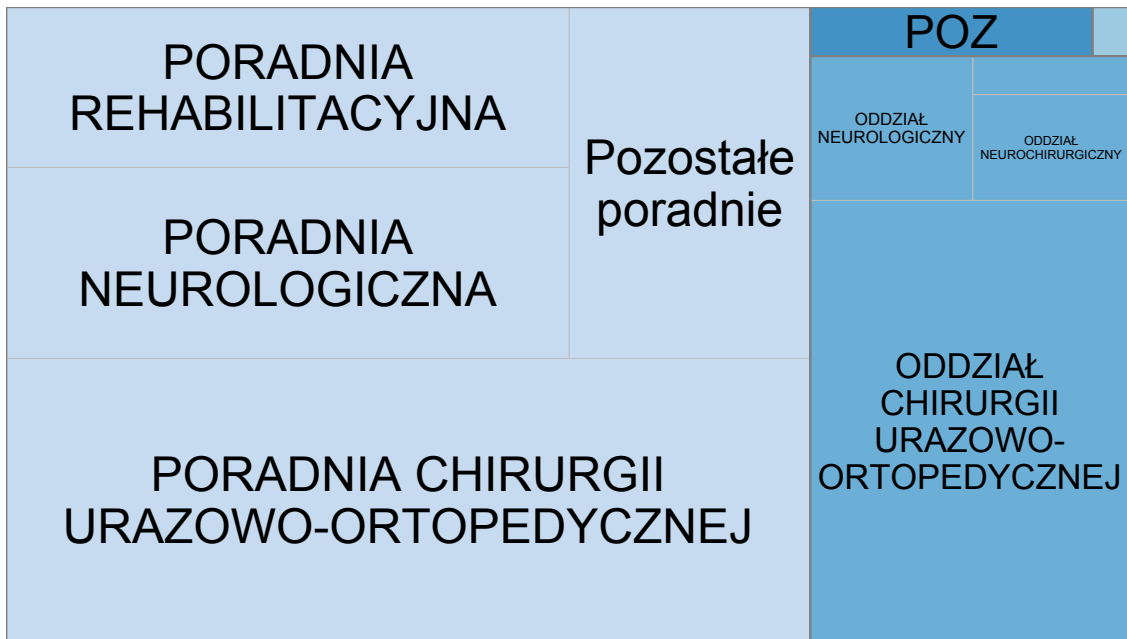 PORADNIA
REHABILITACYJNA
PORADNIA
NEUROLOGICZNA
Pozostałe
poradnie
PORADNIA CHIRURGII
URAZOWO-ORTOPEDYCZNEJ
POZ
ODDZIAŁ
NEUROLOGICZNY
ODDZIAŁ
NEUROCHIRURGICZNY
ODDZIAŁ
CHIRURGII
URAZOWO-
ORTOPEDYCZNEJ